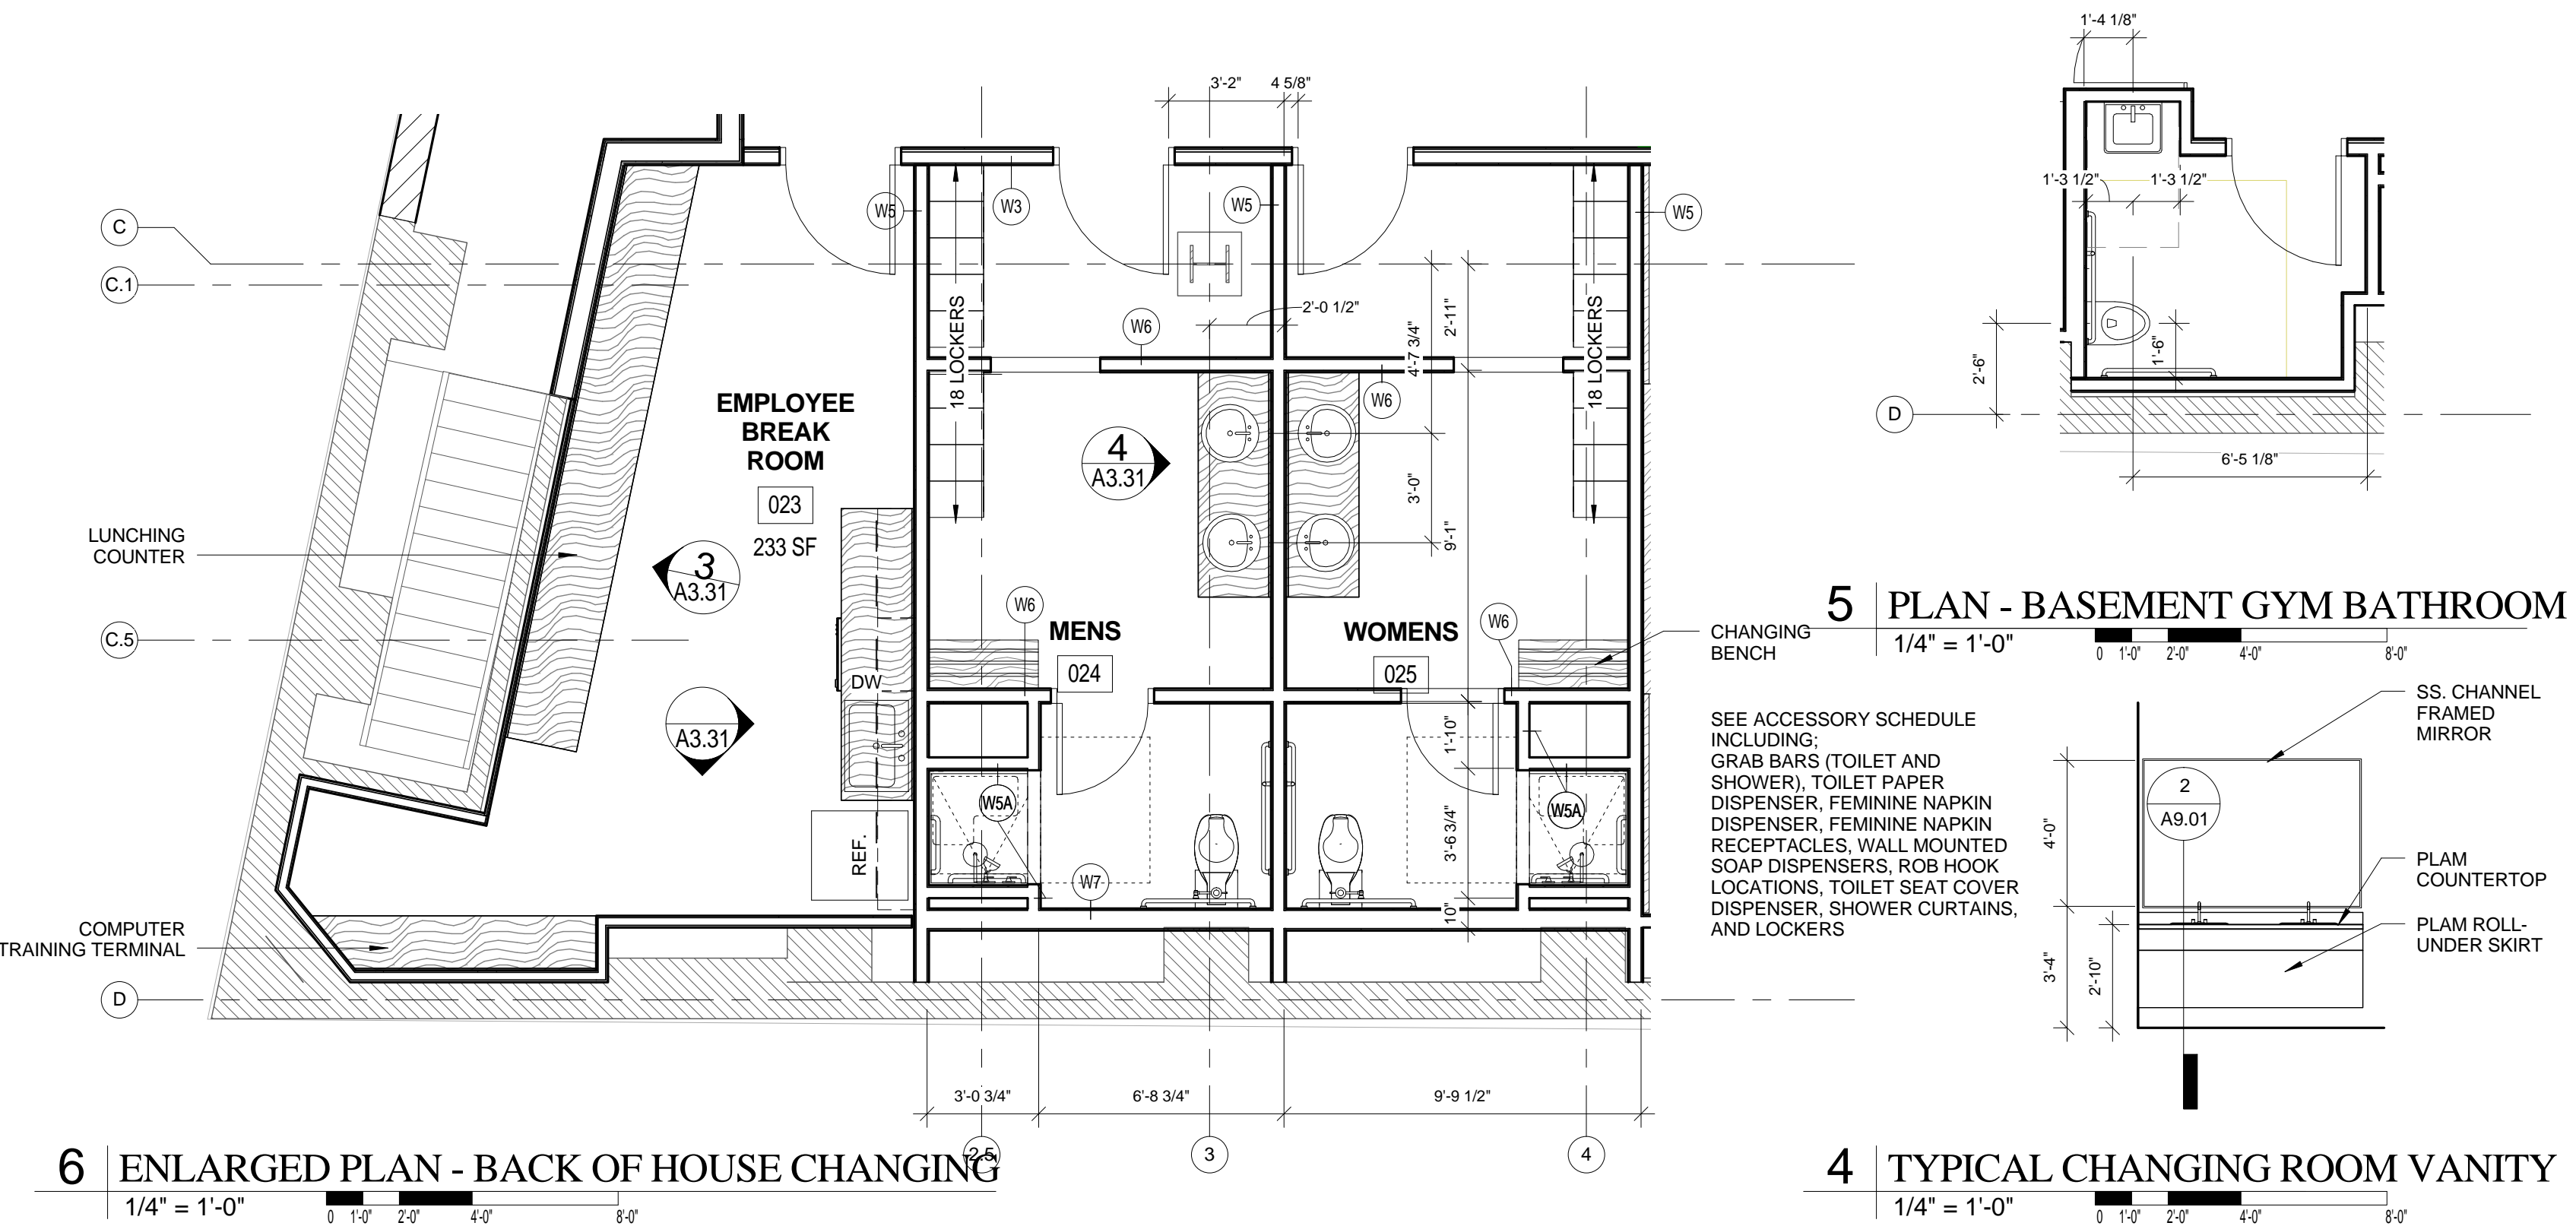 1'-4 1/8"
3'-2"
4 5/8"
1'-3 1/2"
1'-3 1/2"
W5
W3
W5
W5
C
C.1
18 LOCKERS
2'-0 1/2"
W6
4'-7 3/4"
2'-11"
18 LOCKERS
2'-6"
1'-6"
D
6'-5 1/8"
EMPLOYEE
BREAK
ROOM
023
233 SF
W6
4
A3.31
3'-0"
9'-1"
LUNCHING
COUNTER
3
A3.31
C.5
W6
MENS
024
WOMENS
025
W6
CHANGING
BENCH
5
PLAN - BASEMENT GYM BATHROOM
1/4" = 1'-0"
0 1'-0" 2'-0" 4'-0" 8'-0"
DW
A3.31
1'-10"
W5A
W5A
3'-6 3/4"
REF.
W7
10"
SEE ACCESSORY SCHEDULE
INCLUDING;
GRAB BARS (TOILET AND
SHOWER), TOILET PAPER
DISPENSER, FEMININE NAPKIN
DISPENSER, FEMININE NAPKIN
RECEPTACLES, WALL MOUNTED
SOAP DISPENSERS, ROB HOOK
LOCATIONS, TOILET SEAT COVER
DISPENSER, SHOWER CURTAINS,
AND LOCKERS
SS. CHANNEL
FRAMED
MIRROR
2
A9.01
4'-0"
PLAM
COUNTERTOP
PLAM ROLL-
UNDER SKIRT
3'-4"
2'-10"
COMPUTER
TRAINING TERMINAL
D
3'-0 3/4"
6'-8 3/4"
9'-9 1/2"
2.5
3
4
6
ENLARGED PLAN - BACK OF HOUSE CHANGING
1/4" = 1'-0"
0 1'-0" 2'-0" 4'-0" 8'-0"
4
TYPICAL CHANGING ROOM VANITY
1/4" = 1'-0"
0 1'-0" 2'-0" 4'-0" 8'-0"